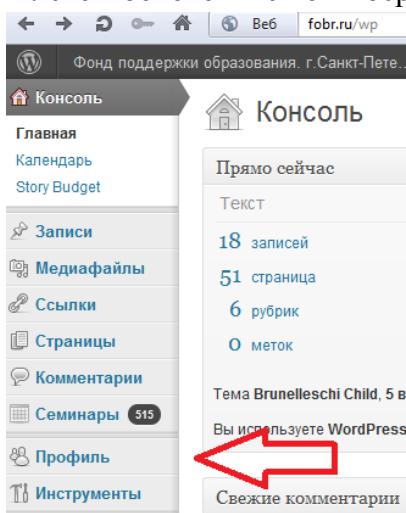 Веб fobr.ru/wp
Фонд поддержки образования. г.Санкт-Пете..
Консоль
Главная
Календарь
Story Budget
Записи
Медиафайлы
Ссылки
Страницы
Комментарии
Семинары 515
Профиль
Инструменты
Консоль
Прямо сейчас
Текст
18 записей
51 страница
6 рубрик
0 меток
Тема Brunelleschi Child, 5 в
Вы используете WordPress
Свежие комментарии